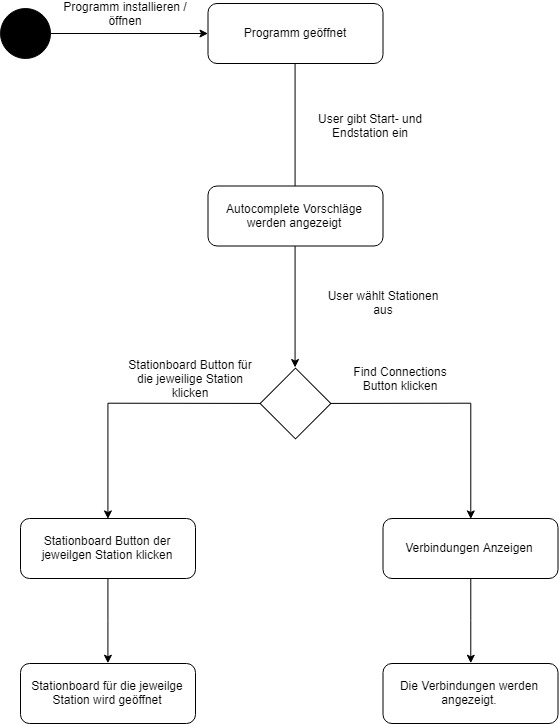 Programm installieren /
öffnen
Programm geöffnet
User gibt Start- und
Endstation ein
Autocomplete Vorschläge
werden angezeigt
User wählt Stationen
aus
Stationboard Button für
die jeweilige Station
klicken
Find Connections
Button klicken
Stationboard Button der
jeweilgen Station klicken
Verbindungen Anzeigen
Stationboard für die jeweilge
Station wird geöffnet
Die Verbindungen werden
angezeigt.